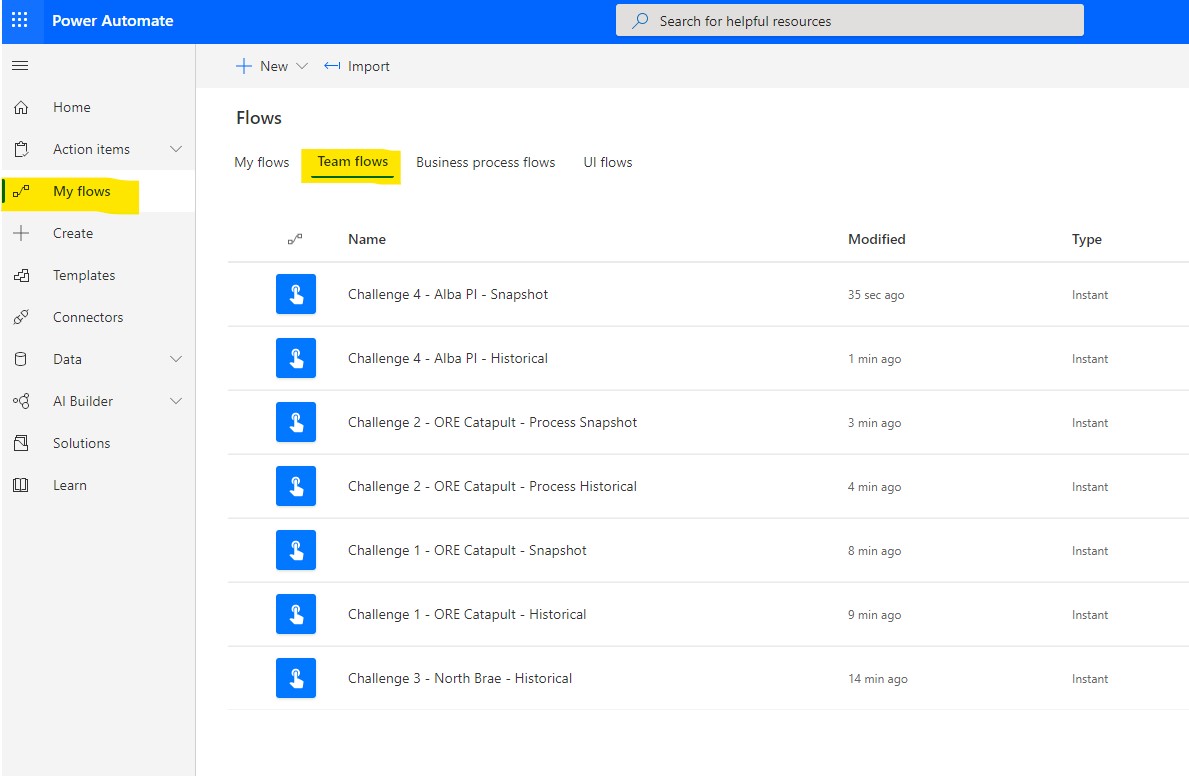 Power Automate
Search for helpful resources
New
Import
Home
Action items
My flows
Create
Templates
Connectors
Data
AI Builder
Solutions
Learn
Flows
My flows Team flows Business process flows UI flows
Name Modified Type
Challenge 4 - Alba PI - Snapshot 35 sec ago Instant
Challenge 4 - Alba PI - Historical 1 min ago Instant
Challenge 2 - ORE Catapult - Process Snapshot 3 min ago Instant
Challenge 2 - ORE Catapult - Process Historical 4 min ago Instant
Challenge 1 - ORE Catapult - Snapshot 8 min ago Instant
Challenge 1 - ORE Catapult - Historical 9 min ago Instant
Challenge 3 - North Brae - Historical 14 min ago Instant